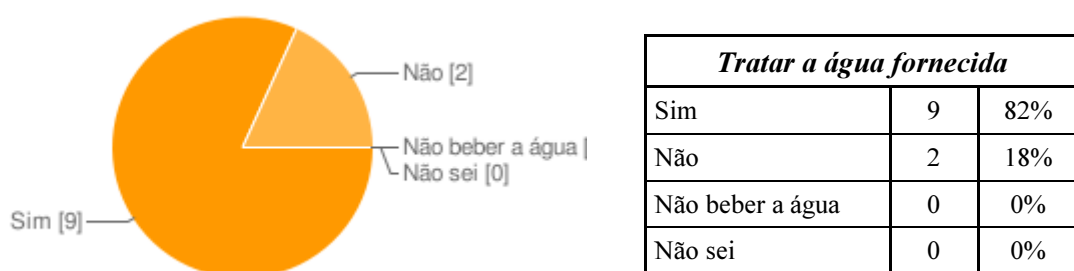 Não [2]
Não beber a água [
Não sei [0]
Sim [9]
Tratar a água fornecida
Sim 9 82%
Não 2 18%
Não beber a água 0 0%
Não sei 0 0%